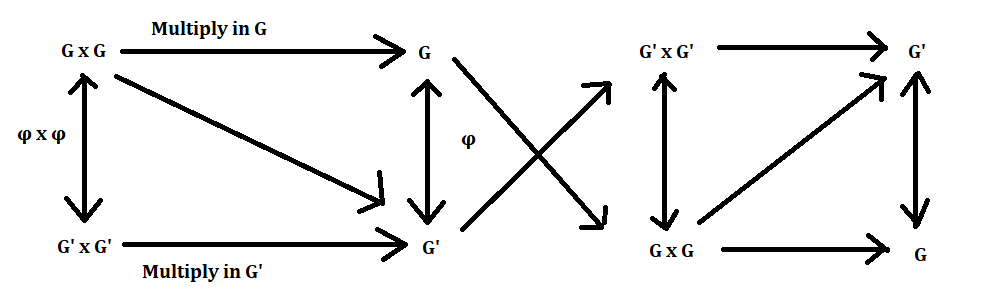 Multiply in G
G x G
G
G' x G'
G'
φ x φ
φ
G' x G'
G'
Multiply in G'
G x G
G